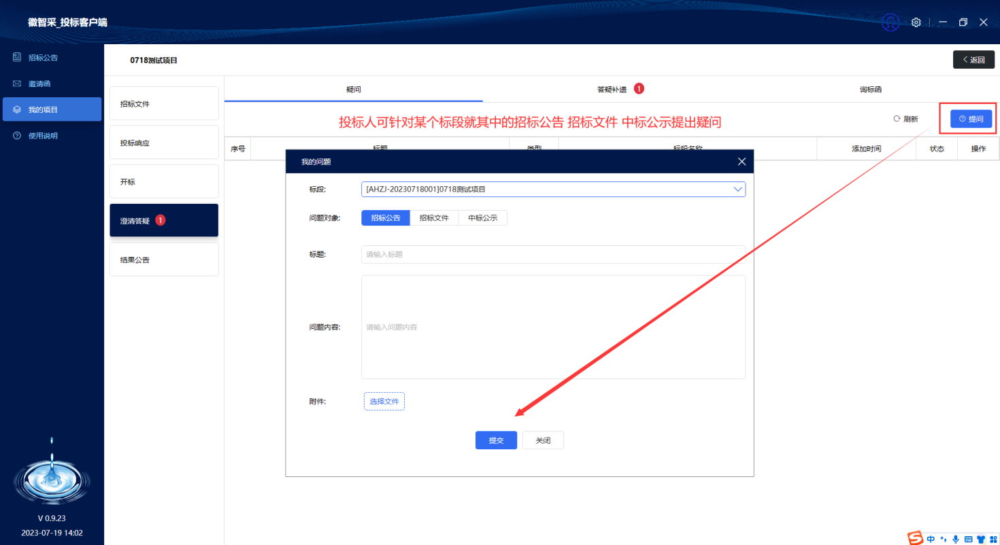 徽智采_投标客户端
招标公告
邀请函
我的项目
使用说明
V 0.9.23
2023-07-19 14:02
0718测试项目
返回
招标文件
投标响应
开标
澄清答疑 1
结果公告
疑问 答疑补遗 1 询标函
投标人可针对某个标段就其中的招标公告 招标文件 中标公示提出疑问
刷新 提问
序号 标题 类型 标段名称 添加时间 状态 操作
我的问题
标段: [AHZJ-20230718001]0718测试项目
问题对象: 招标公告 招标文件 中标公示
标题: 请输入标题
问题内容: 请输入问题内容
附件: 选择文件
提交 关闭
中